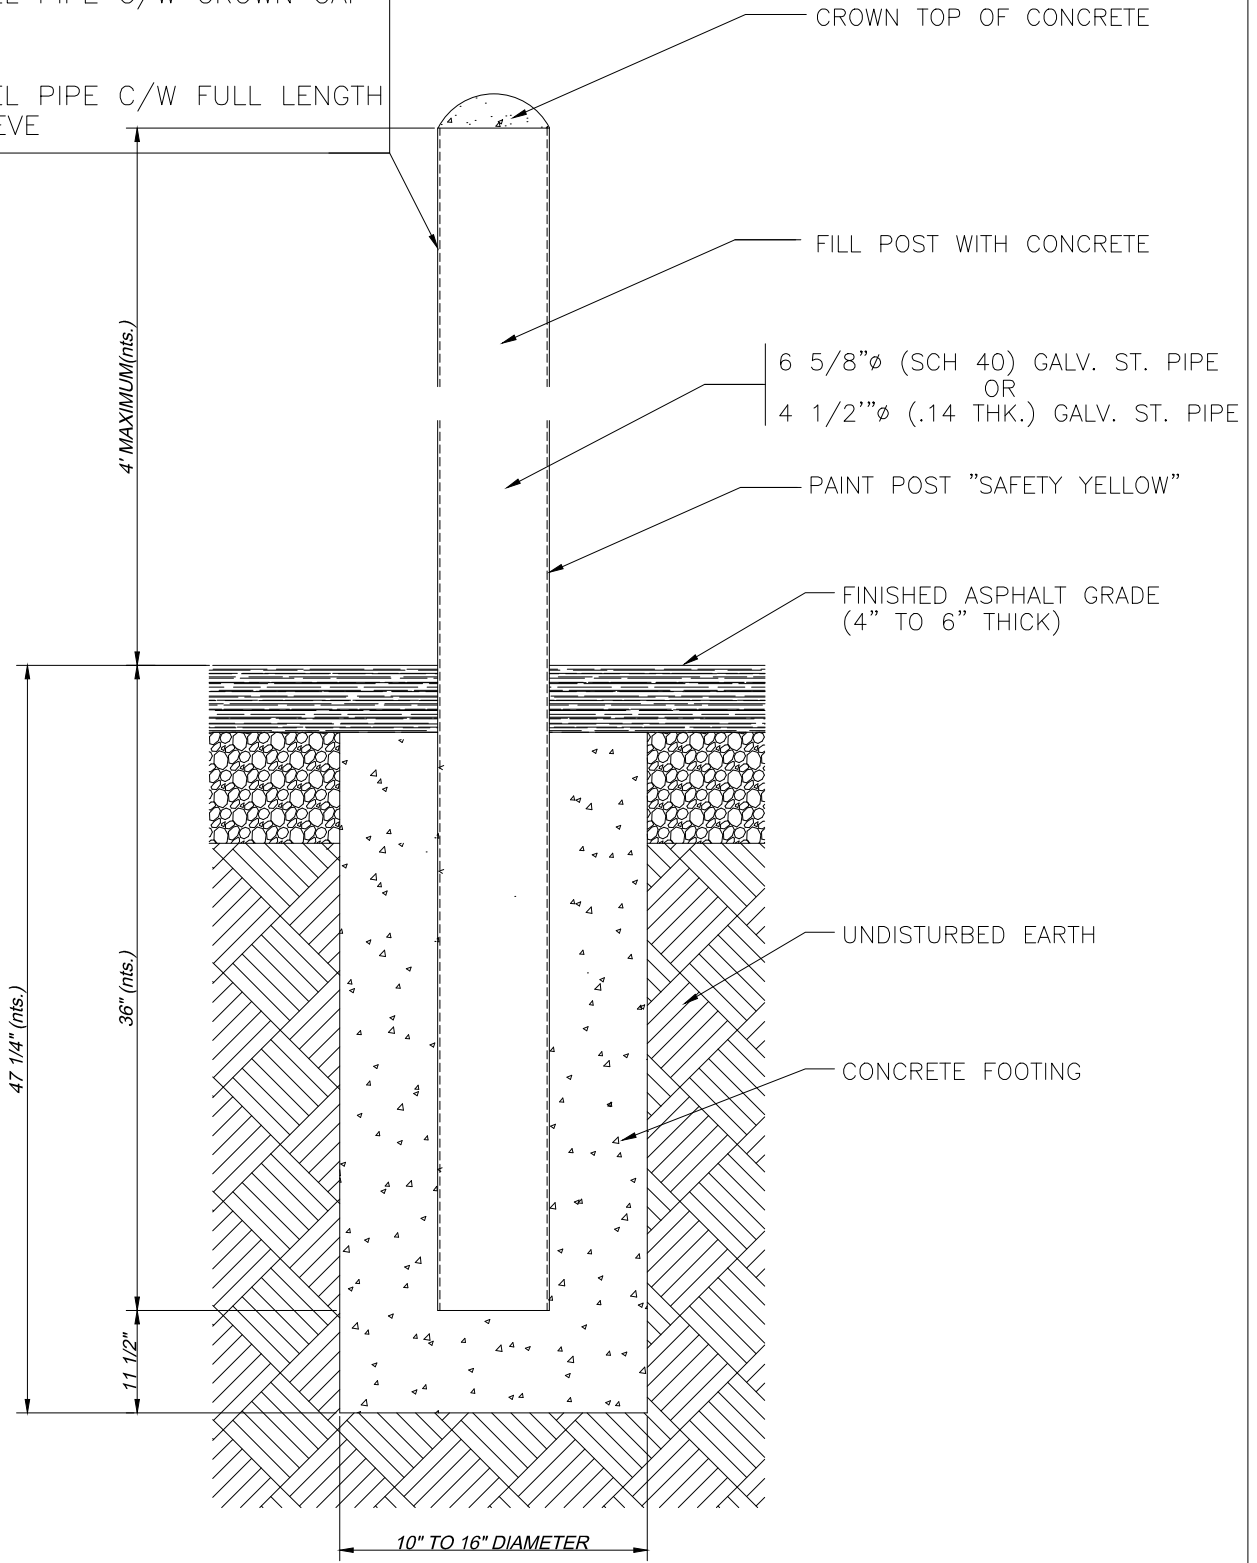 CROWN TOP OF CONCRETE
PIPE C/W FULL LENGTH
FILL POST WITH CONCRETE
6 5/8"ø (SCH 40) GALV. ST. PIPE
OR
4 1/2'"ø (.14 THK.) GALV. ST. PIPE
PAINT POST "SAFETY YELLOW"
FINISHED ASPHALT GRADE
(4" TO 6" THICK)
4' MAXIMUM(nts.)
36" (nts.)
47 1/4" (nts.)
11 1/2"
UNDISTURBED EARTH
CONCRETE FOOTING
10" TO 16" DIAMETER